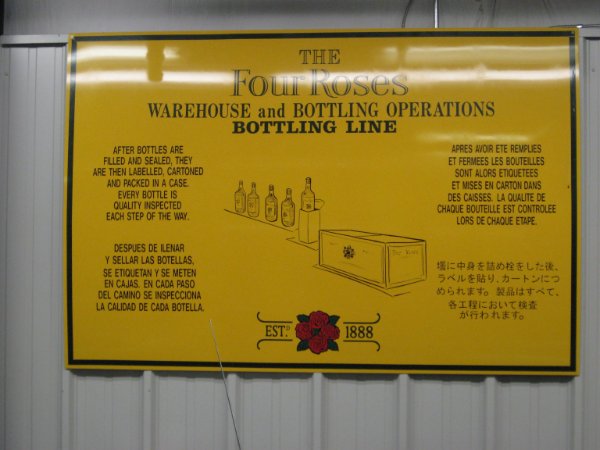 THE
Four Roses
WAREHOUSE and BOTTLING OPERATIONS
BOTTLING LINE
AFTER BOTTLES ARE
FILLED AND SEALED, THEY
ARE THEN LABELLED, CARTONED
AND PACKED IN A CASE.
EVERY BOTTLE IS
QUALITY INSPECTED
EACH STEP OF THE WAY.
DESPUES DE ILENAR
Y SELLAR LAS BOTELLAS,
SE ETIQUETAN Y SE METEN
EN CAJAS. EN CADA PASO
DEL CAMINO SE INSPECCIONA
LA CALIDAD DE CADA BOTELLA.
APRES AVOIR ETE REMPLIES
ET FERMEES LES BOUTEILLES
SONT ALORS ETIQUETEES
ET MISES EN CARTON DANS
DES CAISSES. LA QUALITE DE
CHAQUE BOUTEILLE EST CONTROLEE
LORS DE CHAQUE ETAPE.
壜に中身を詰め栓をした後、
ラベルを貼り、カートンにつ
められます。製品はすべて、
各工程において検査
が行われます。
Four Roses
EST.D 1888